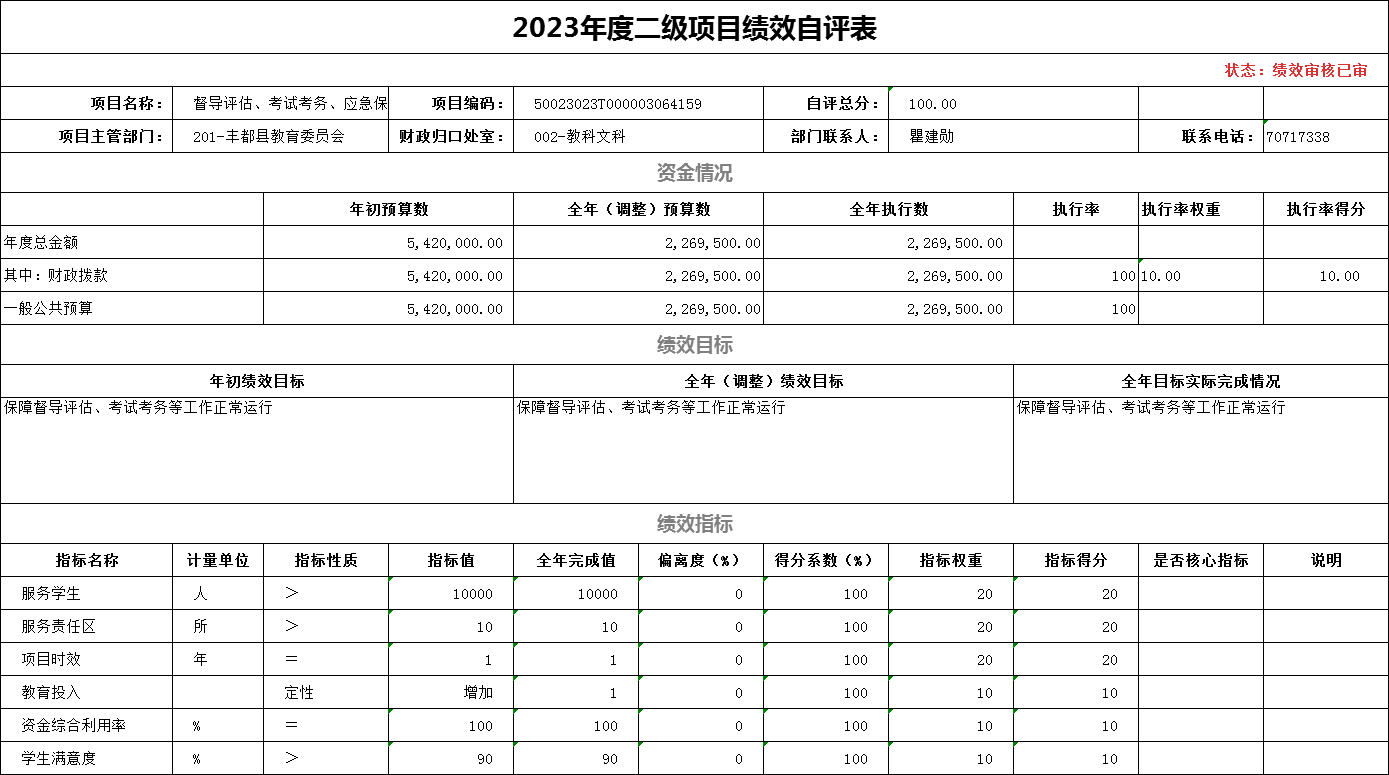 2023年度二级项目绩效自评表
状态：绩效审核已审
项目名称： 督导评估、考试考务、应急保 项目编码： 50023023T000003064159 自评总分： 100.00
项目主管部门： 201-丰都县教育委员会 财政归口处室： 002-教科文科 部门联系人： 瞿建勋 联系电话： 70717338
资金情况
年初预算数 全年（调整）预算数 全年执行数 执行率 执行率权重 执行率得分
年度总金额 5,420,000.00 2,269,500.00 2,269,500.00
其中：财政拨款 5,420,000.00 2,269,500.00 2,269,500.00 100 10.00 10.00
一般公共预算 5,420,000.00 2,269,500.00 2,269,500.00 100
绩效目标
年初绩效目标 全年（调整）绩效目标 全年目标实际完成情况
保障督导评估、考试考务等工作正常运行 保障督导评估、考试考务等工作正常运行 保障督导评估、考试考务等工作正常运行
绩效指标
指标名称 计量单位 指标性质 指标值 全年完成值 偏离度（%） 得分系数（%） 指标权重 指标得分 是否核心指标 说明
服务学生 人 ＞ 10000 10000 0 100 20 20
服务责任区 所 ＞ 10 10 0 100 20 20
项目时效 年 ＝ 1 1 0 100 20 20
教育投入 定性 增加 1 0 100 10 10
资金综合利用率 % ＝ 100 100 0 100 10 10
学生满意度 % ＞ 90 90 0 100 10 10